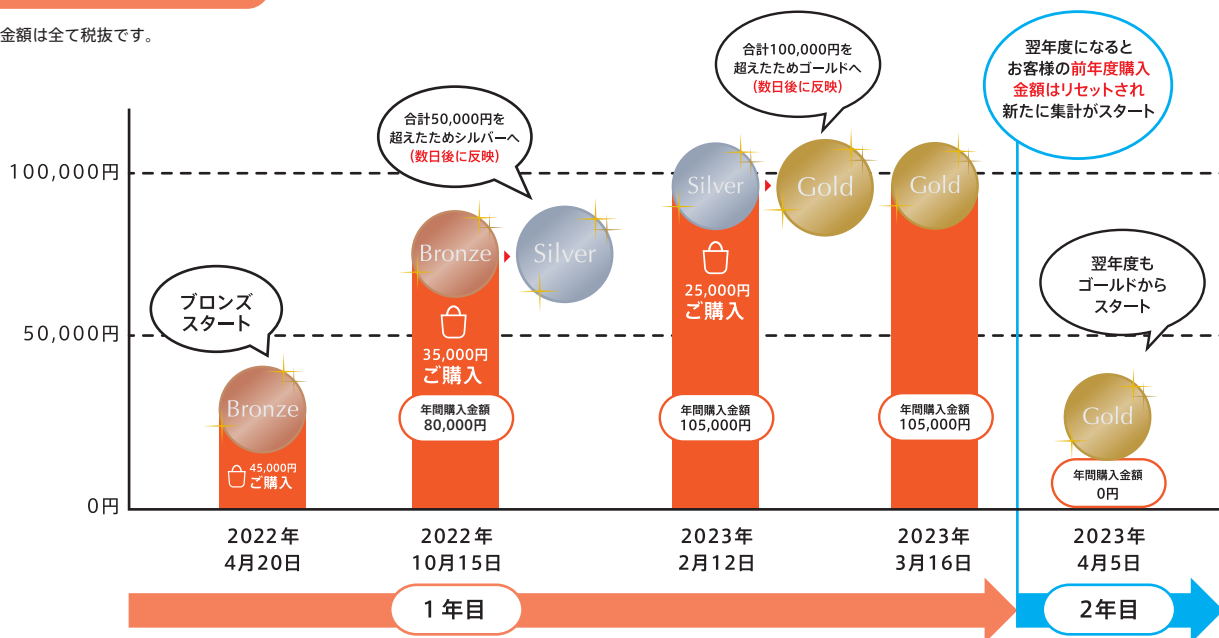 金額は全て税抜です。
合計100,000円を
超えたためゴールドへ
(数日後に反映)
翌年度になると
お客様の前年度購入
金額はリセットされ
新たに集計がスタート
合計50,000円を
超えたためシルバーへ
(数日後に反映)
100,000円
Silver
Gold
Gold
Bronze
Silver
ブロンズ
スタート
翌年度も
ゴールドから
スタート
25,000円
ご購入
50,000円
35,000円
ご購入
Bronze
Gold
年間購入金額
80,000円
年間購入金額
105,000円
年間購入金額
105,000円
45,000円
ご購入
年間購入金額
0円
0円
2022年
4月20日
2022年
10月15日
2023年
2月12日
2023年
3月16日
2023年
4月5日
1年目
2年目